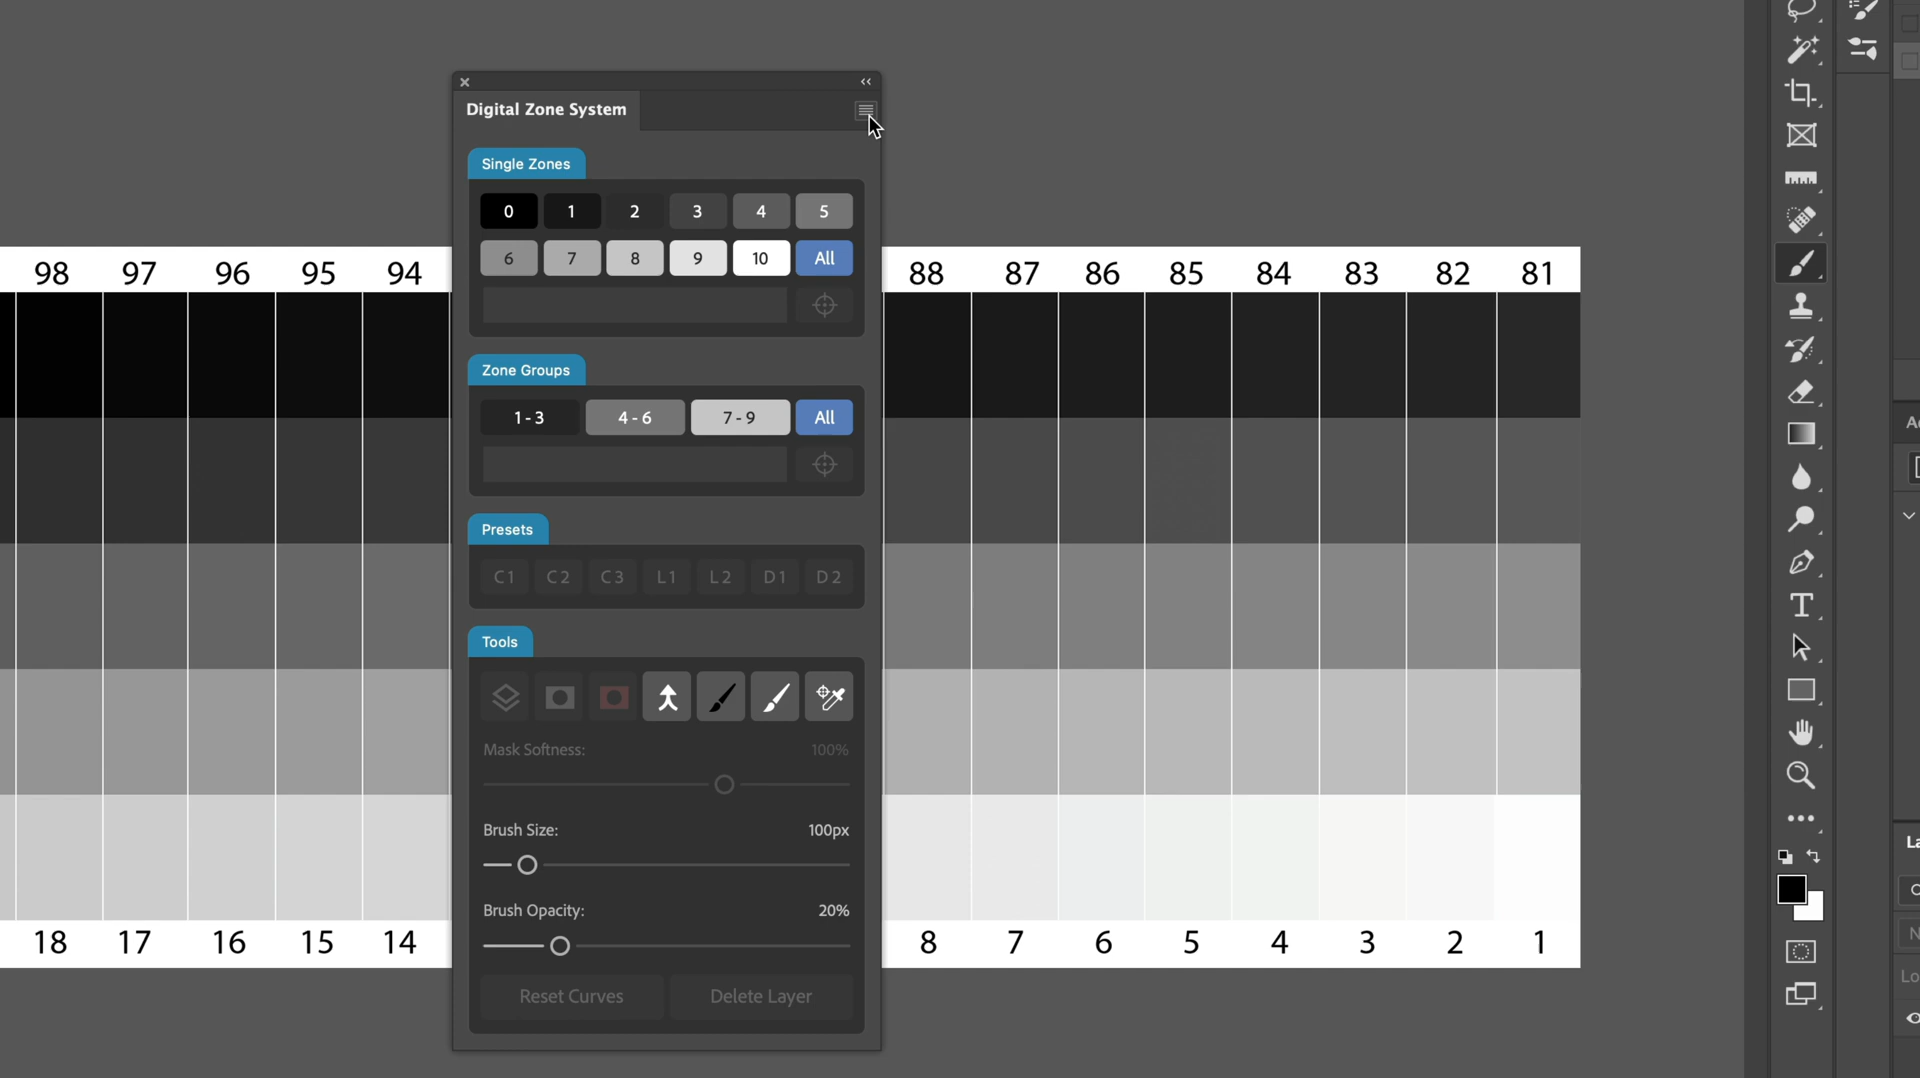 Digital Zone System
Single Zones
0 1 2 3 4 5
6 7 8 9 10 All
98 97 96 95 94 88 87 86 85 84 83 82 81
Zone Groups
1 - 3 4 - 6 7 - 9 All
Presets
C1 C2 C3 L1 L2 D1 D2
Tools
Mask Softness: 100%
Brush Size: 100px
Brush Opacity: 20%
18 17 16 15 14 8 7 6 5 4 3 2 1
Reset Curves Delete Layer